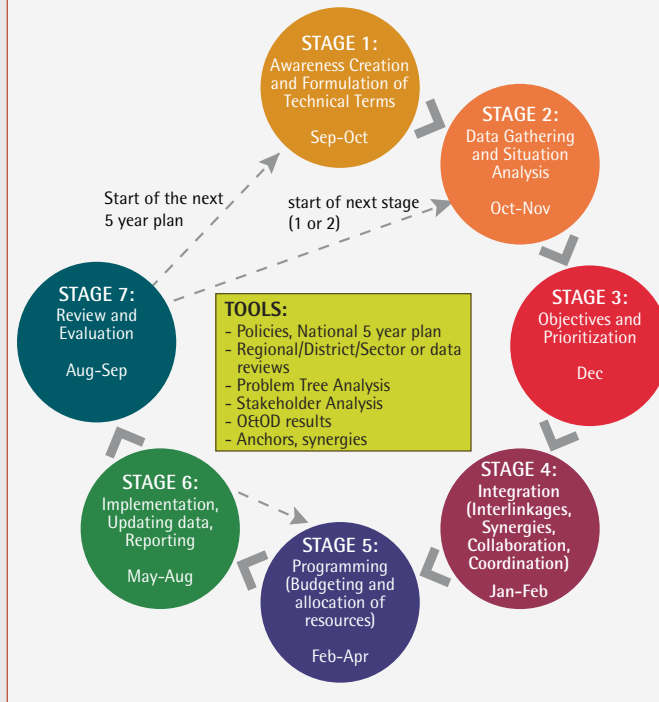 STAGE 1:
Awareness Creation
and Formulation of
Technical Terms
Sep-Oct
STAGE 2:
Data Gathering
and Situation
Analysis
Oct-Nov
Start of the next
5 year plan
start of next stage
(1 or 2)
STAGE 7:
Review and
Evaluation
Aug-Sep
TOOLS:
- Policies, National 5 year plan
- Regional/District/Sector or data
reviews
- Problem Tree Analysis
- Stakeholder Analysis
- O&OD results
- Anchors, synergies
STAGE 3:
Objectives and
Prioritization
Dec
STAGE 4:
Integration
(Interlinkages,
Synergies,
Collaboration,
Coordination)
Jan-Feb
STAGE 5:
Programming
(Budgeting and
allocation of
resources)
Feb-Apr
STAGE 6:
Implementation,
Updating data,
Reporting
May-Aug